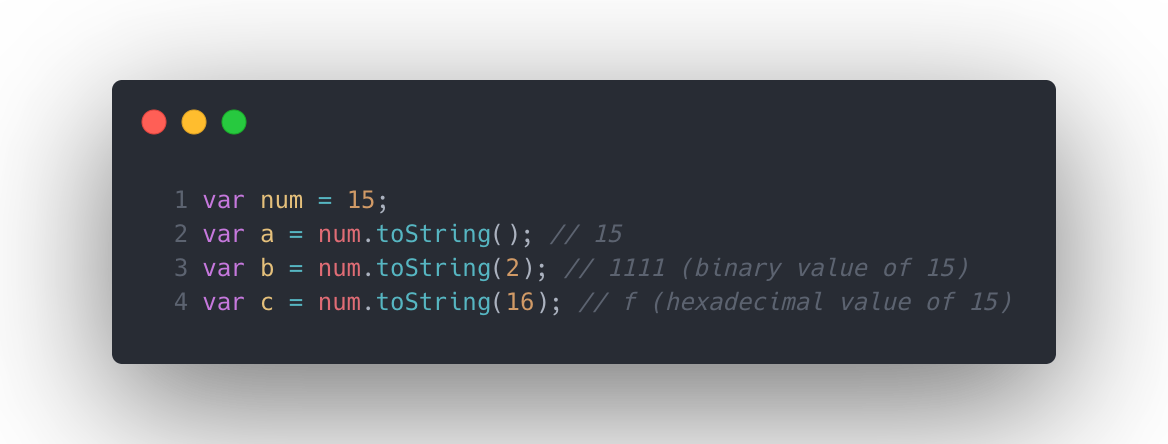 1 var num = 15;
2 var a = num.toString(); // 15
3 var b = num.toString(2); // 1111 (binary value of 15)
4 var c = num.toString(16); // f (hexadecimal value of 15)